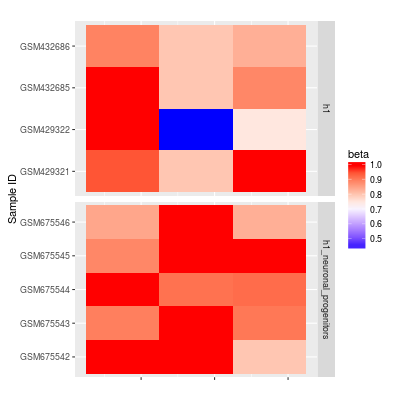 GSM432686
GSM432685
GSM429322
GSM429321
h1
GSM675546
GSM675545
GSM675544
GSM675543
GSM675542
h1_neuronal_progenitors
Sample ID
beta
1.0
0.9
0.8
0.7
0.6
0.5